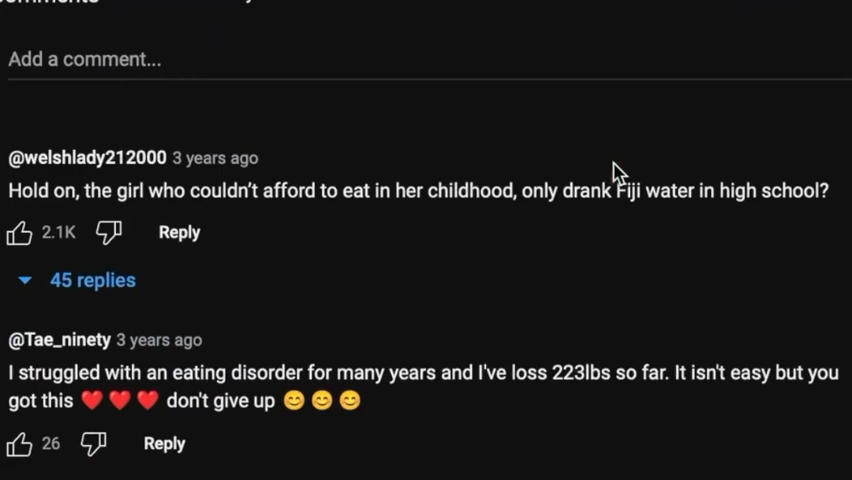 Add a comment...
@welshlady212000 3 years ago
Hold on, the girl who couldn’t afford to eat in her childhood, only drank Fiji water in high school?
2.1K Reply
45 replies
@Tae_ninety 3 years ago
I struggled with an eating disorder for many years and I've loss 223lbs so far. It isn't easy but you
got this ❤️ ❤️ ❤️ don't give up 😊 😊 😊
26 Reply